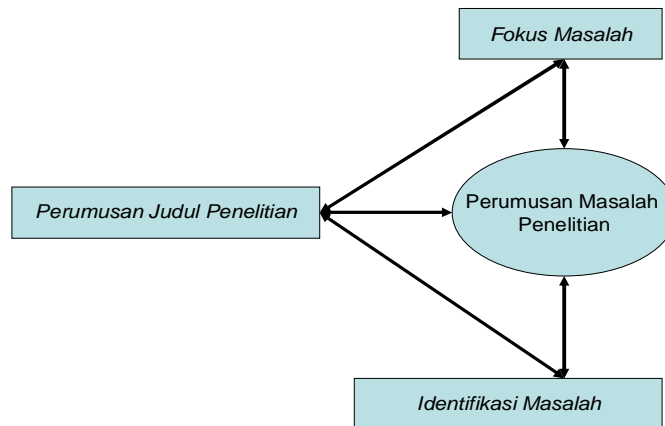 Fokus Masalah
Perumusan Judul Penelitian
Perumusan Masalah
Penelitian
Identifikasi Masalah